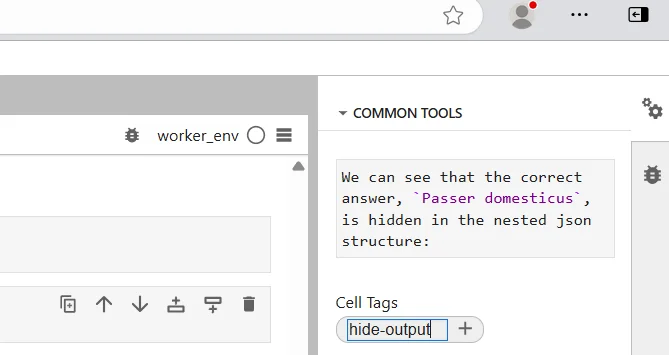 worker_env
COMMON TOOLS
We can see that the correct
answer, `Passer domesticus`,
is hidden in the nested json
structure:
Cell Tags
hide-output